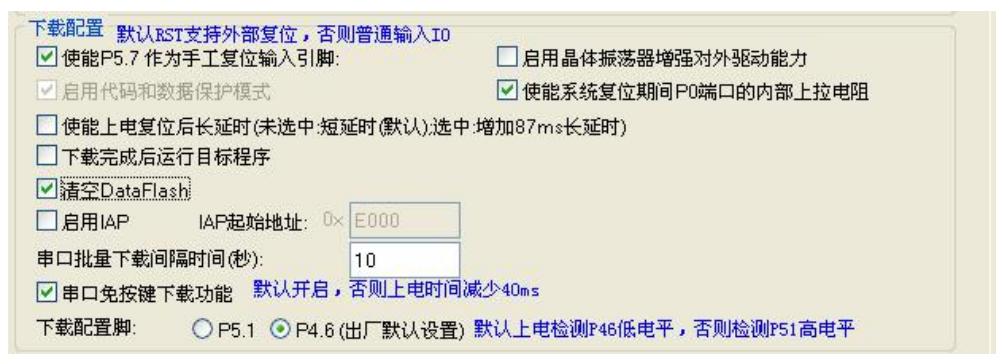 下载配置 默认RST支持外部复位，否则普通输入IO
使能P5.7 作为手工复位输入引脚: 启用晶体振荡器增强对外驱动能力
启用代码和数据保护模式 使能系统复位期间P0端口的内部上拉电阻
使能上电复位后长延时(未选中:短延时(默认);选中:增加87ms长延时)
下载完成后运行目标程序
清空DataFlash
启用IAP IAP起始地址: 0x E000
串口批量下载间隔时间(秒): 10
串口免按键下载功能 默认开启，否则上电时间减少40ms
下载配置脚: P5.1 P4.6(出厂默认设置) 默认上电检测P46低电平，否则检测P51高电平